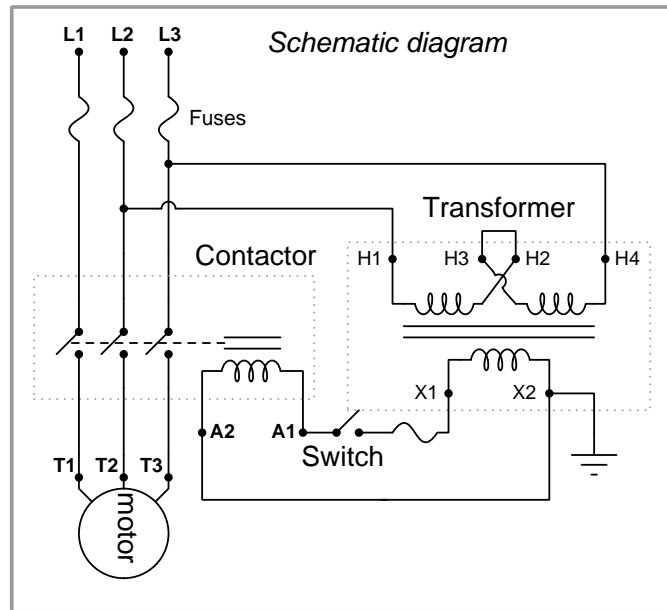 L1 L2 L3 Schematic diagram
Fuses
Transformer
Contactor
H1 H3 H2 H4
X1 X2
A2 A1
Switch
T1 T2 T3
motor